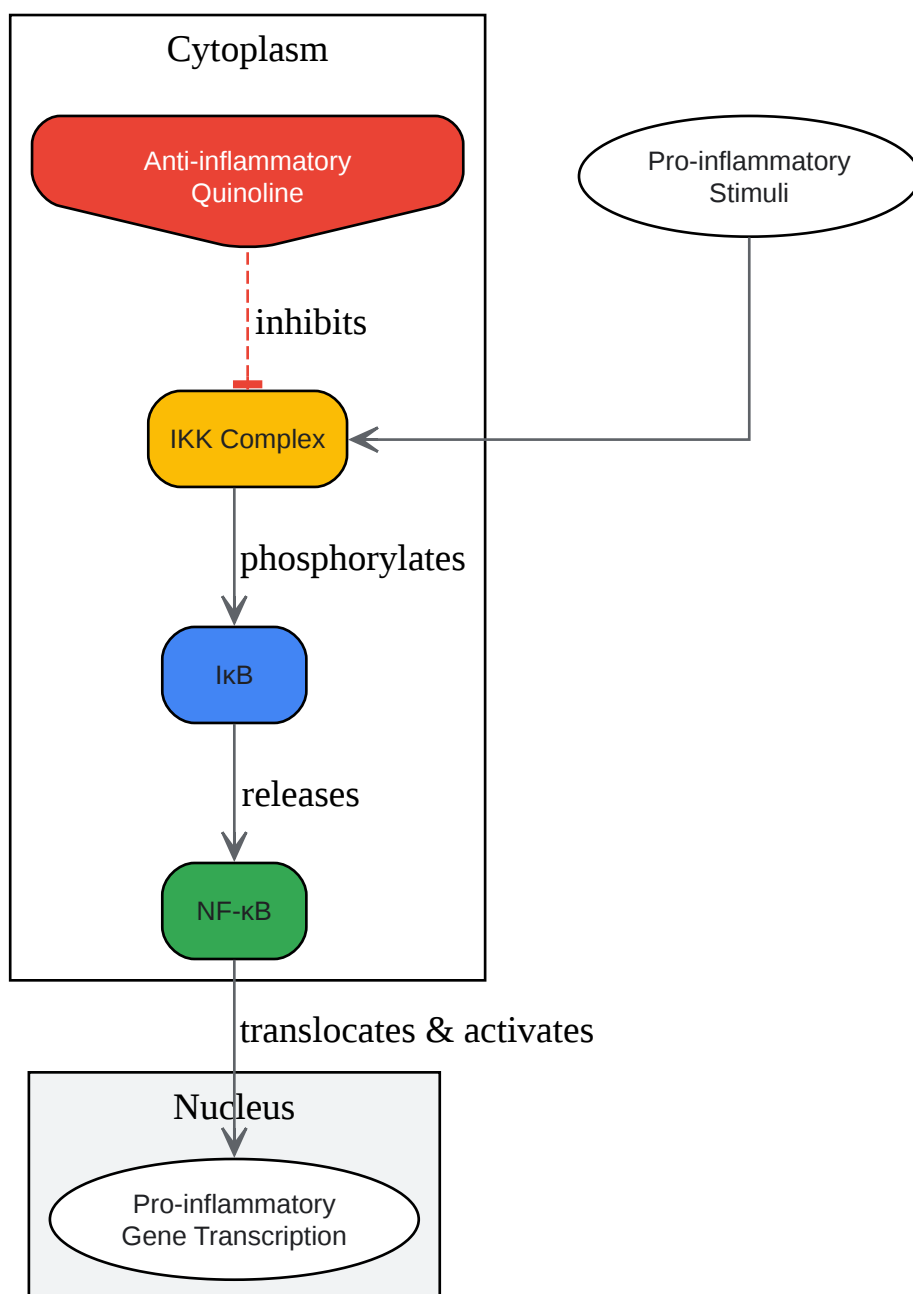 Cytoplasm
Anti-inflammatory
Quinoline
Pro-inflammatory
Stimuli
inhibits
IKK Complex
phosphorylates
IκB
releases
NF-κB
translocates & activates
Nucleus
Pro-inflammatory
Gene Transcription